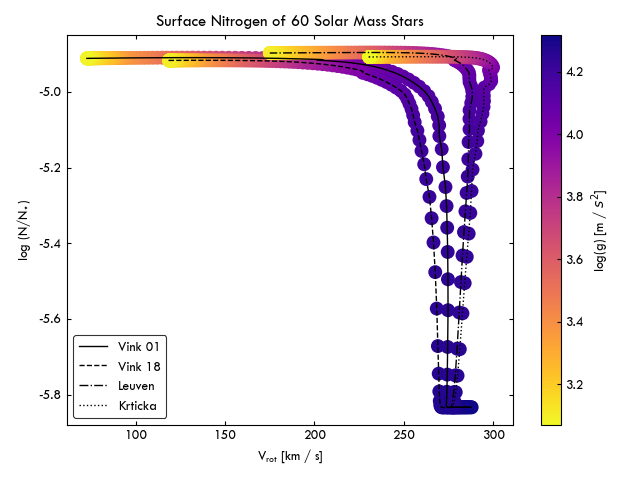 Surface Nitrogen of 60 Solar Mass Stars
log (N/N*)
-5.0
-5.2
-5.4
-5.6
-5.8
Vink 01
Vink 18
Leuven
Krticka
100
150
200
250
300
V_rot [km / s]
4.2
4.0
3.8
3.6
3.4
3.2
log(g) [m / s²]